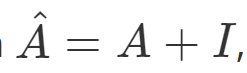 Â = A + I,